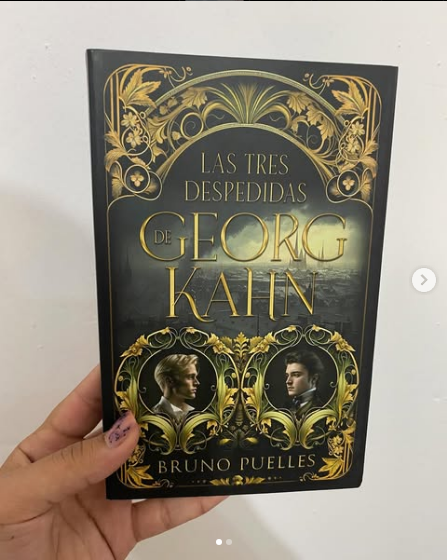 LAS TRES
DESPEDIDAS
DE GEORG
KAHN
BRUNO PUELLES